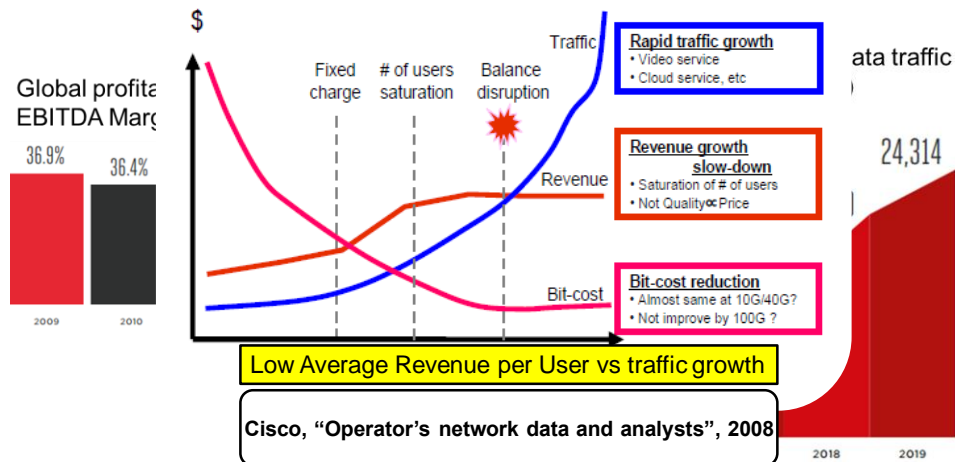 $
Traffic
Fixed
charge
# of users
saturation
Balance
disruption
Revenue
Bit-cost
Rapid traffic growth
• Video service
• Cloud service, etc
Revenue growth
slow-down
• Saturation of # of users
• Not Quality∝Price
Bit-cost reduction
• Almost same at 10G/40G?
• Not improve by 100G ?
Global profita
EBITDA Marg
36.9%
36.4%
2009
2010
ata traffic
24,314
2018
2019
Low Average Revenue per User vs traffic growth
Cisco, “Operator’s network data and analysts”, 2008